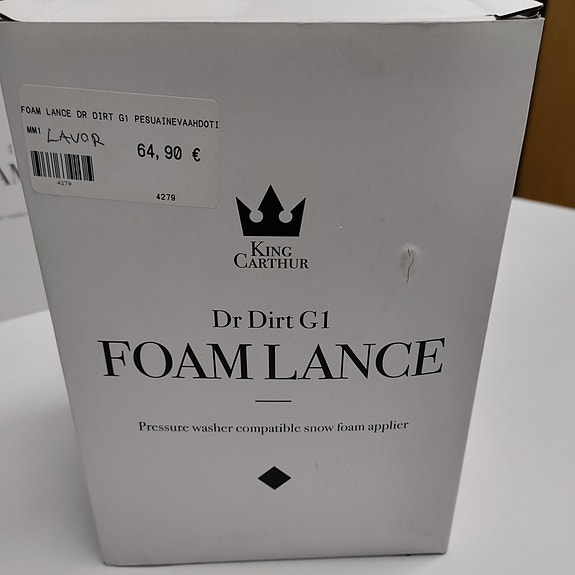 FOAM LANCE DR DIRT G1 PESUAINEVAAHDOTI
MM1 LAVOR
64,90 €
4279
4279
KING
CARTHUR
Dr Dirt G1
FOAM LANCE
Pressure washer compatible snow foam applier